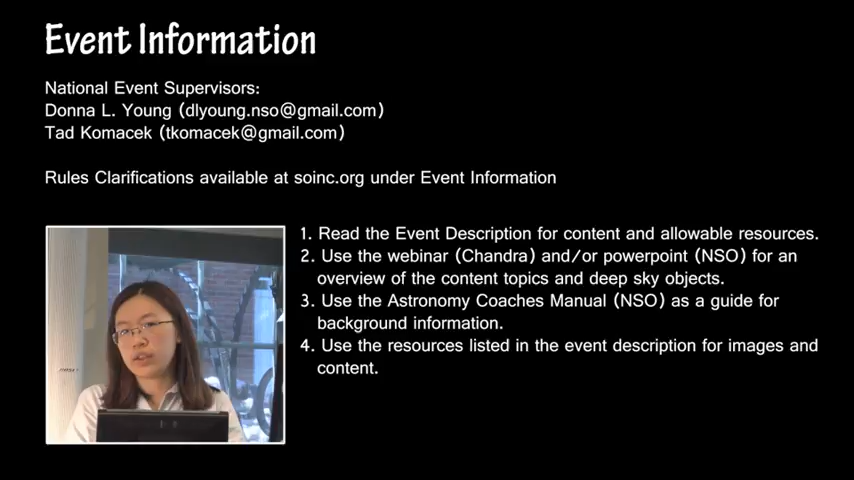 Event Information
National Event Supervisors:
Donna L. Young (dlyoung.nso@gmail.com)
Tad Komacek (tkomacek@gmail.com)
Rules Clarifications available at soinc.org under Event Information
1. Read the Event Description for content and allowable resources.
2. Use the webinar (Chandra) and/or powerpoint (NSO) for an
overview of the content topics and deep sky objects.
3. Use the Astronomy Coaches Manual (NSO) as a guide for
background information.
4. Use the resources listed in the event description for images and
content.